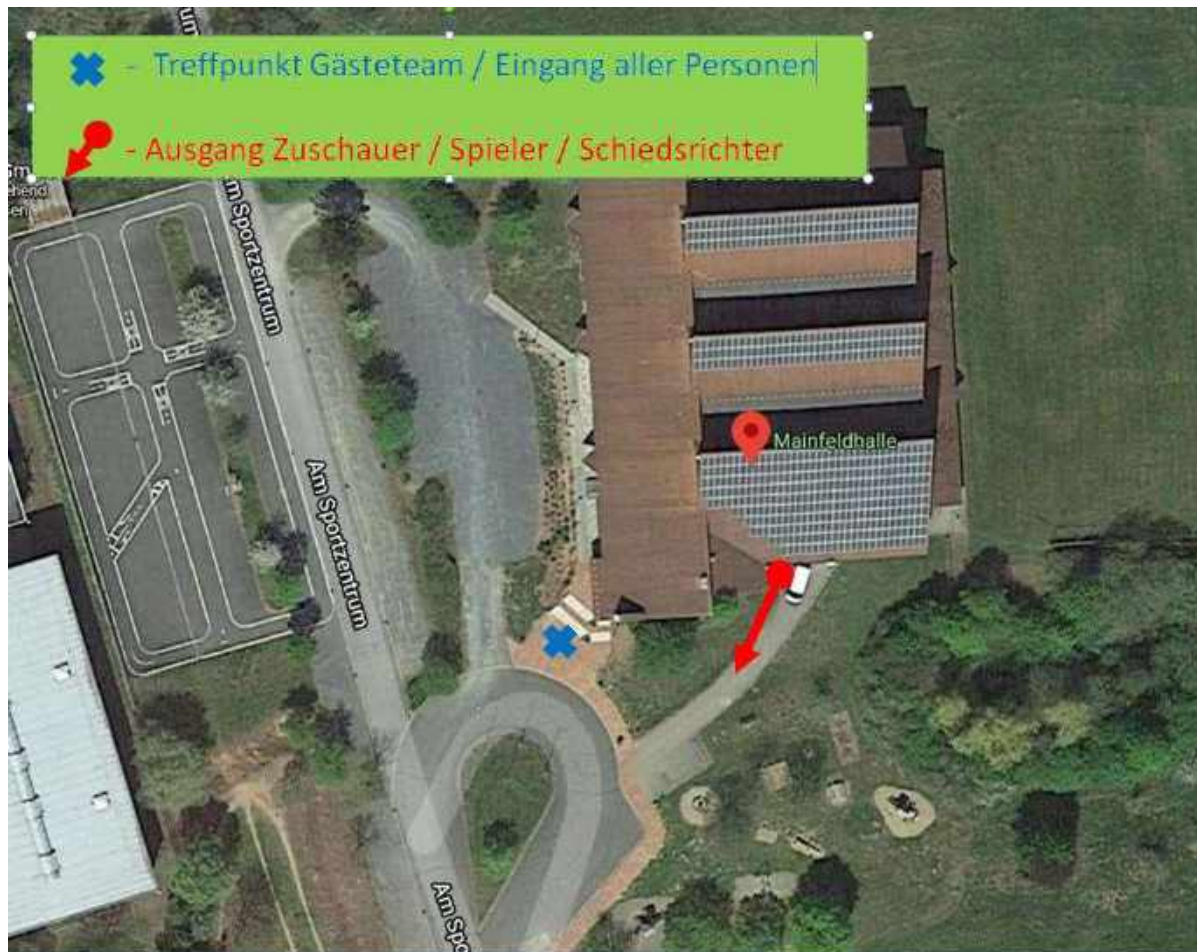 - Treffpunkt Gästeteam / Eingang aller Personen
- Ausgang Zuschauer / Spieler / Schiedsrichter
Am Sportzentrum
Mainfeldhalle
Am Sportzentrum